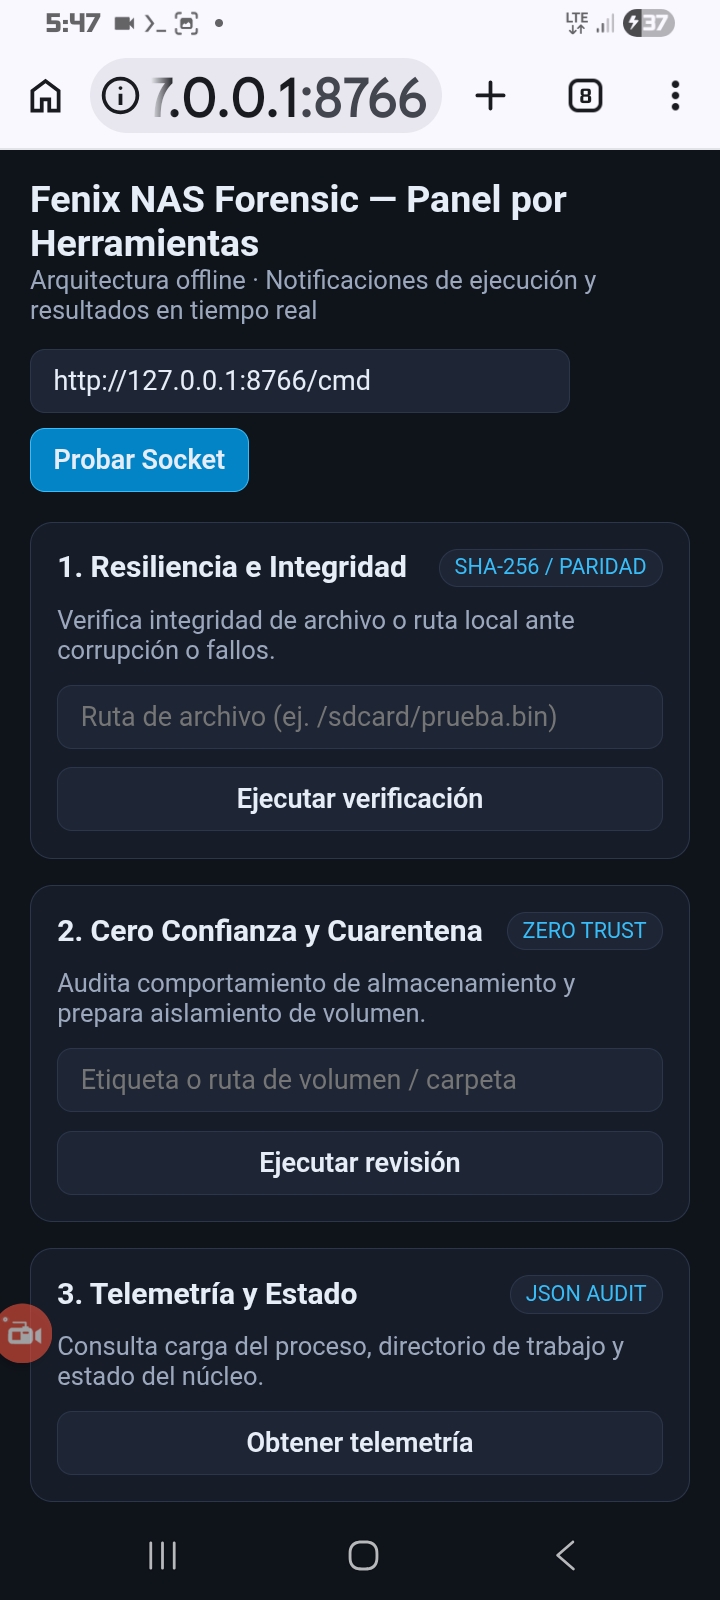 5:47
LTE
37
7.0.0.1:8766
8
Fenix NAS Forensic — Panel por
Herramientas
Arquitectura offline · Notificaciones de ejecución y
resultados en tiempo real
http://127.0.0.1:8766/cmd
Probar Socket
1. Resiliencia e Integridad
SHA-256 / PARIDAD
Verifica integridad de archivo o ruta local ante
corrupción o fallos.
Ruta de archivo (ej. /sdcard/prueba.bin)
Ejecutar verificación
2. Cero Confianza y Cuarentena
ZERO TRUST
Audita comportamiento de almacenamiento y
prepara aislamiento de volumen.
Etiqueta o ruta de volumen / carpeta
Ejecutar revisión
3. Telemetría y Estado
JSON AUDIT
Consulta carga del proceso, directorio de trabajo y
estado del núcleo.
Obtener telemetría